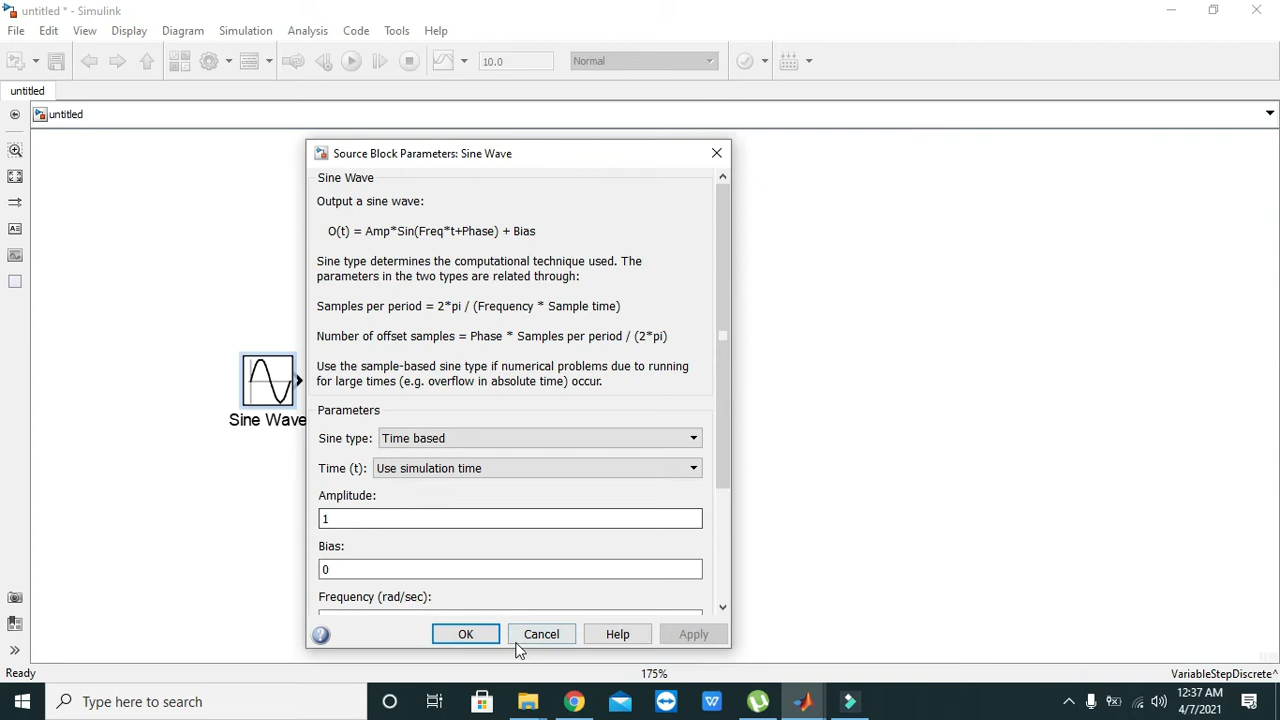 untitled * - Simulink
File Edit View Display Diagram Simulation Analysis Code Tools Help
10.0 Normal
untitled
untitled
Source Block Parameters: Sine Wave
Sine Wave
Output a sine wave:
O(t) = Amp*Sin(Freq*t+Phase) + Bias
Sine type determines the computational technique used. The
parameters in the two types are related through:
Samples per period = 2*pi / (Frequency * Sample time)
Number of offset samples = Phase * Samples per period / (2*pi)
Use the sample-based sine type if numerical problems due to running
for large times (e.g. overflow in absolute time) occur.
Sine Wave
Parameters
Sine type: Time based
Time (t): Use simulation time
Amplitude:
1
Bias:
0
Frequency (rad/sec):
OK Cancel Help Apply
Ready 175% VariableStepDiscrete
Type here to search
12:37 AM
4/7/2021